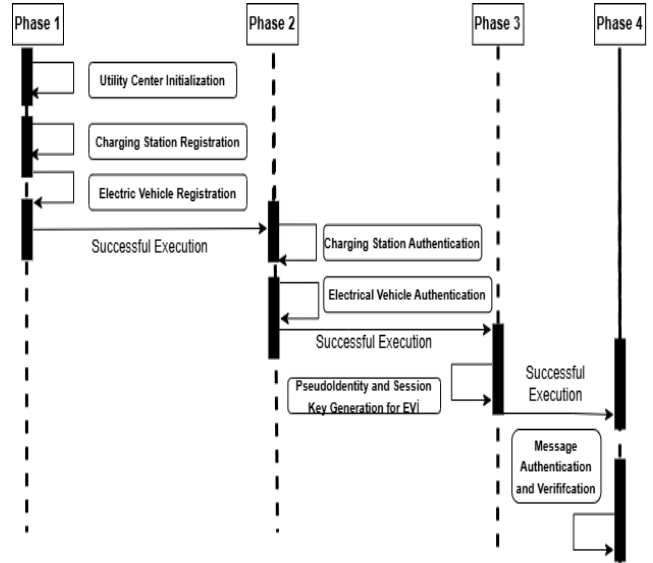 Phase 1
Phase 2
Phase 3
Phase 4
Utility Center Initialization
Charging Station Registration
Electric Vehicle Registration
Successful Execution
Charging Station Authentication
Electrical Vehicle Authentication
Successful Execution
PseudoIdentity and Session
Key Generation for EVİ
Successful
Execution
Message
Authentication
and Verififcation